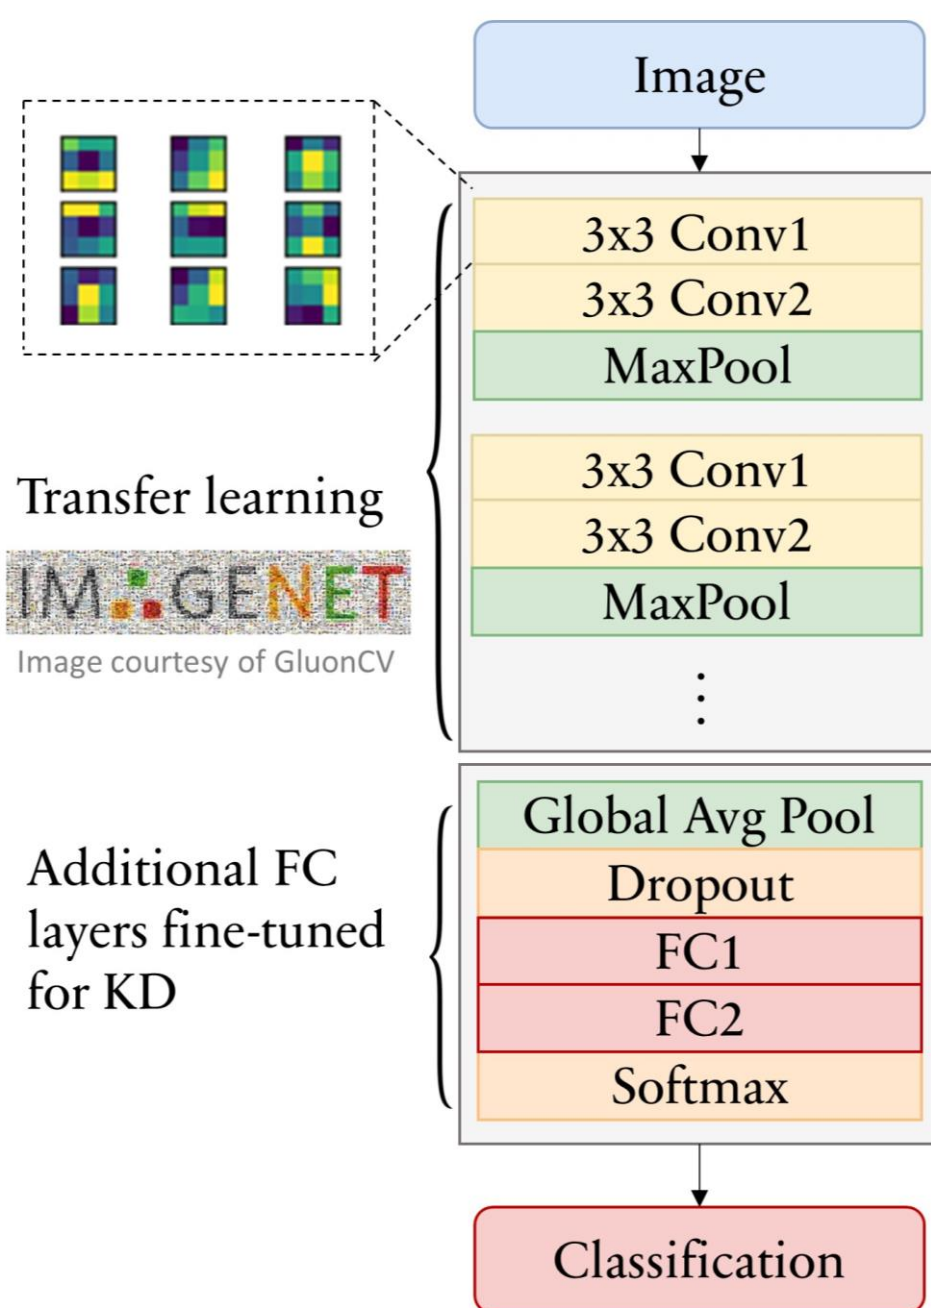 Image
3x3 Conv1
3x3 Conv2
MaxPool
3x3 Conv1
3x3 Conv2
MaxPool
Transfer learning
IMAGENET
Image courtesy of GluonCV
Global Avg Pool
Dropout
FC1
FC2
Softmax
Additional FC
layers fine-tuned
for KD
Classification